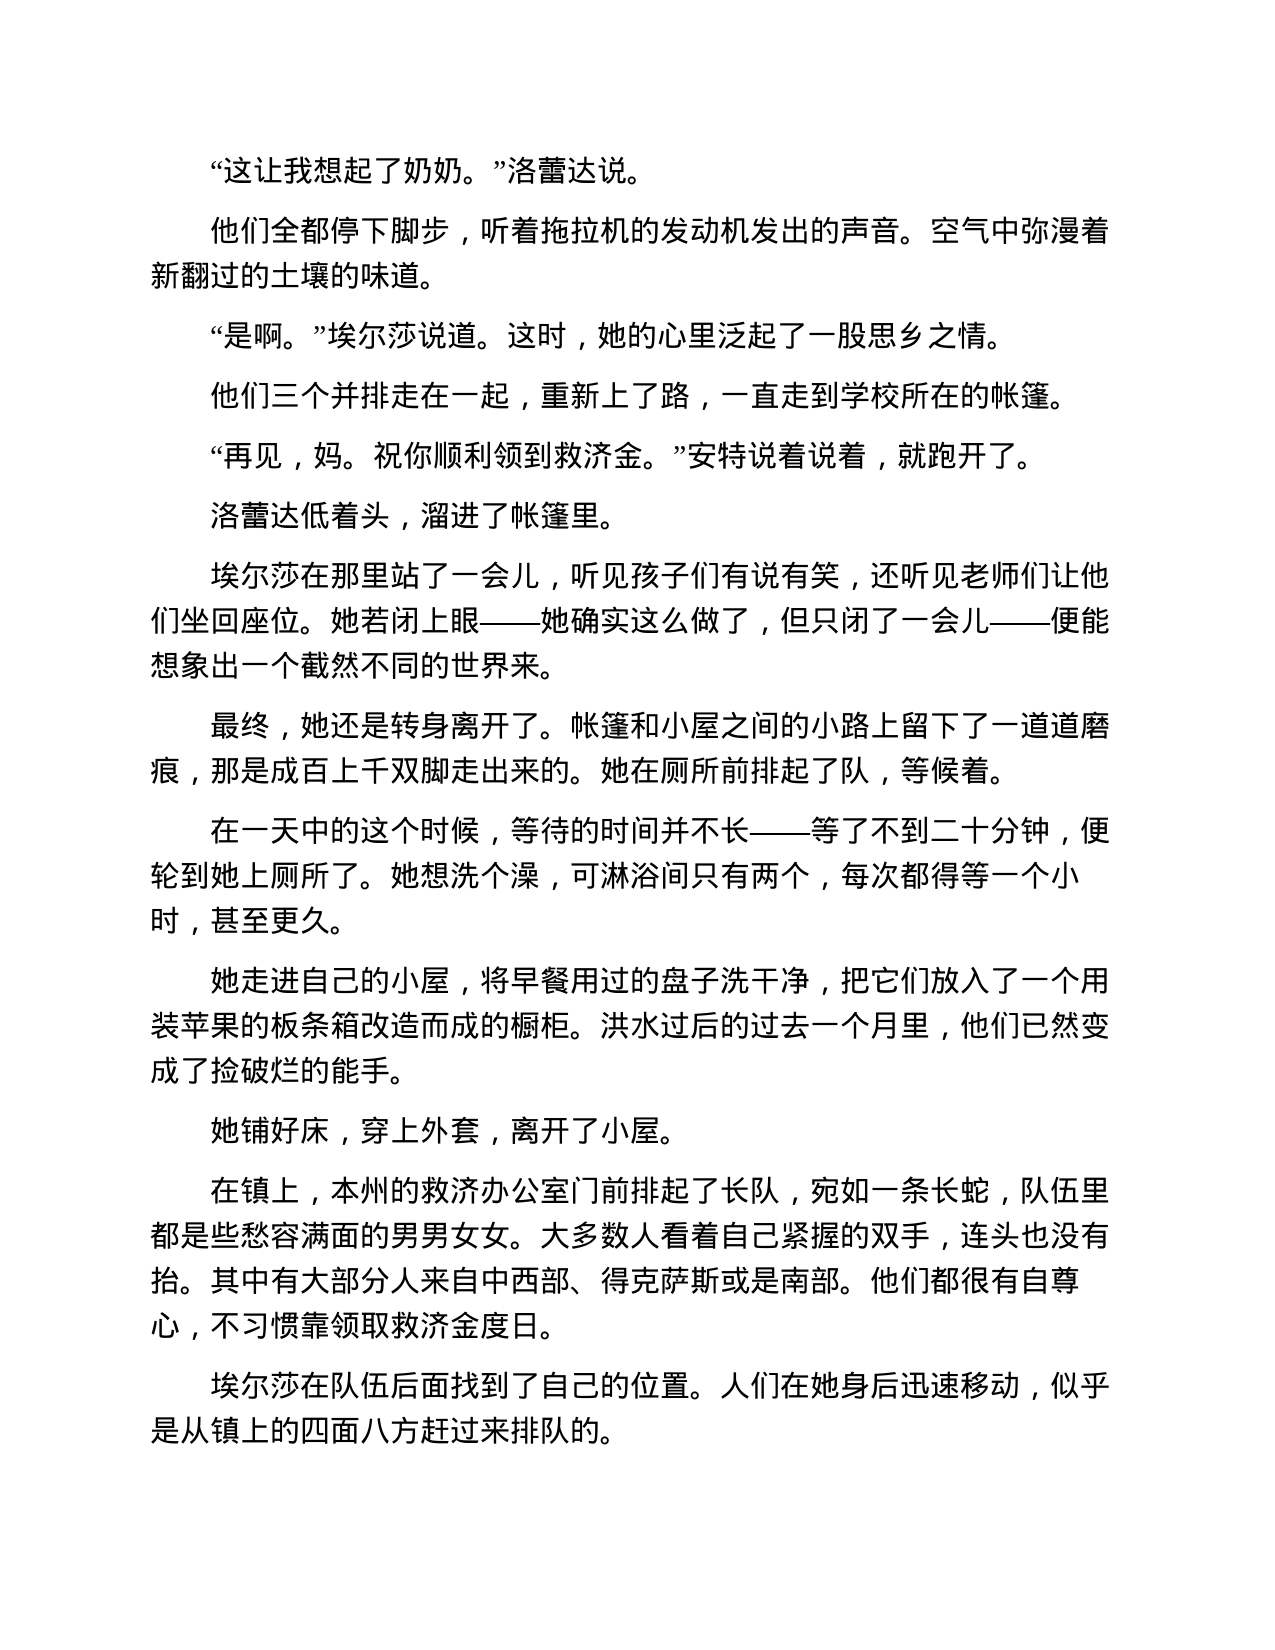 “这让我想起了奶奶。”洛蕾达说。
他们全都停下脚步，听着拖拉机的发动机发出的声音。空气中弥漫着
新翻过的土壤的味道。
“是啊。”埃尔莎说道。这时，她的心里泛起了一股思乡之情。
他们三个并排走在一起，重新上了路，一直走到学校所在的帐篷。
“再见，妈。祝你顺利领到救济金。”安特说着说着，就跑开了。
洛蕾达低着头，溜进了帐篷里。
埃尔莎在那里站了一会儿，听见孩子们有说有笑，还听见老师们让他
们坐回座位。她若闭上眼——她确实这么做了，但只闭了一会儿——便能
想象出一个截然不同的世界来。
最终，她还是转身离开了。帐篷和小屋之间的小路上留下了一道道磨
痕，那是成百上千双脚走出来的。她在厕所前排起了队，等候着。
在一天中的这个时候，等待的时间并不长——等了不到二十分钟，便
轮到她上厕所了。她想洗个澡，可淋浴间只有两个，每次都得等一个小
时，甚至更久。
她走进自己的小屋，将早餐用过的盘子洗干净，把它们放入了一个用
装苹果的板条箱改造而成的橱柜。洪水过后的过去一个月里，他们已然变
成了捡破烂的能手。
她铺好床，穿上外套，离开了小屋。
在镇上，本州的救济办公室门前排起了长队，宛如一条长蛇，队伍里
都是些愁容满面的男男女女。大多数人看着自己紧握的双手，连头也没有
抬。其中有大部分人来自中西部、得克萨斯或是南部。他们都很有自尊
心，不习惯靠领取救济金度日。
埃尔莎在队伍后面找到了自己的位置。人们在她身后迅速移动，似乎
是从镇上的四面八方赶过来排队的。